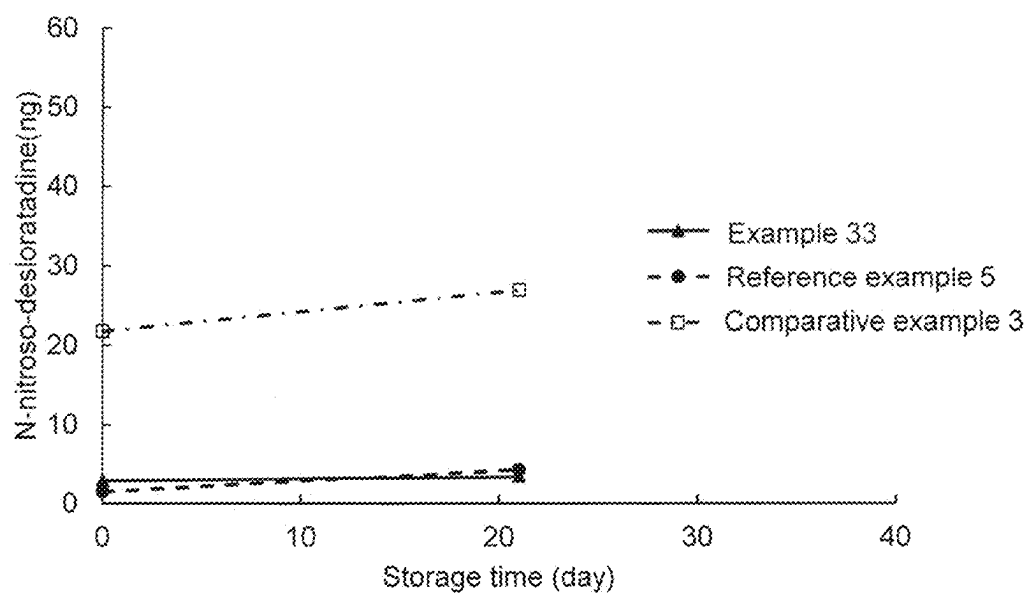 60
50
40
30
20
10
0
N-nitroso-desloratadine(ng)
0 10 20 30 40
Storage time (day)
Example 33
Reference example 5
Comparative example 3